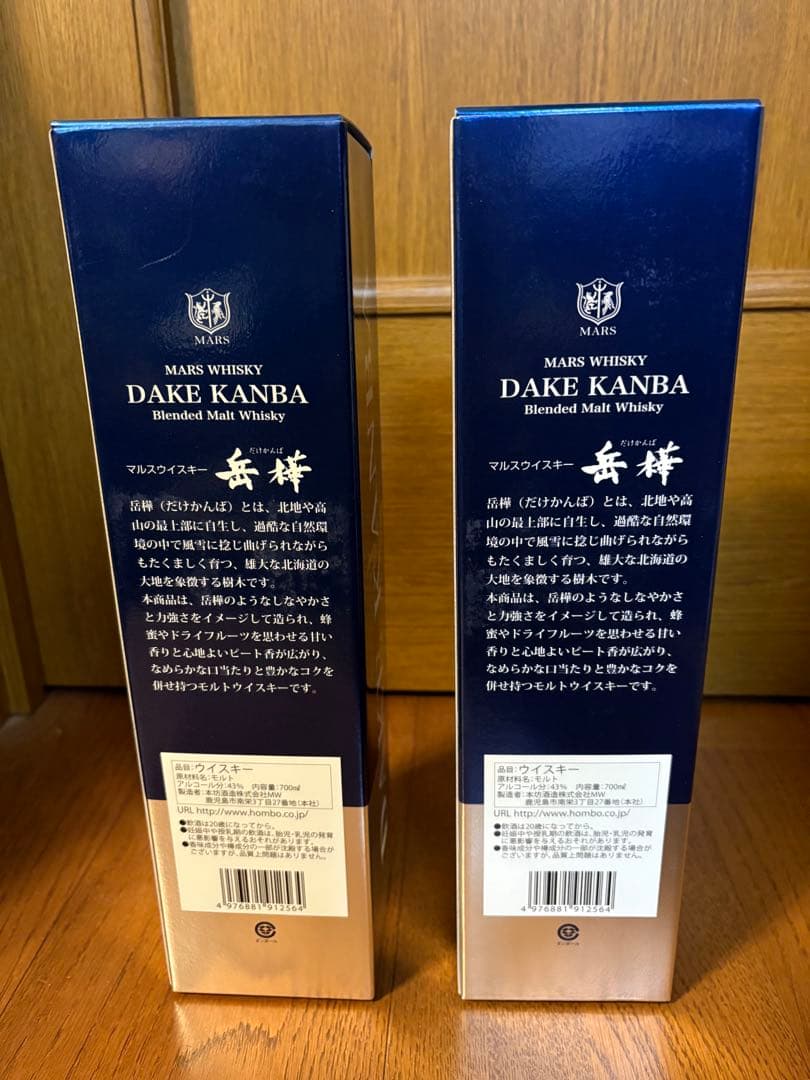 MARS
MARS WHISKY
DAKE KANBA
Blended Malt Whisky
だけかんば
マルスウイスキー 岳樺
岳樺（だけかんば）とは、北地や高
山の最上部に自生し、過酷な自然環
境の中で風雪に捻じ曲げられながら
もたくましく育つ、雄大な北海道の
大地を象徴する樹木です。
本商品は、岳樺のようなしなやかさ
と力強さをイメージして造られ、蜂
蜜やドライフルーツを思わせる甘い
香りと心地よいピート香が広がり、
なめらかな口当たりと豊かなコクを
併せ持つモルトウイスキーです。
品目：ウイスキー
原材料名：モルト
アルコール分：43% 内容量：700㎖
製造者：本坊酒造株式会社MW
鹿児島市南栄3丁目27番地（本社）
URL http://www.hombo.co.jp/
●飲酒は20歳になってから。
●妊娠中や授乳期の飲酒は、胎児・乳児の発育
に悪影響を与えるおそれがあります。
●香味成分や樽成分の一部が沈殿する場合が
ございますが、品質上問題はありません。
4 976881 912564
ダンボール
MARS
MARS WHISKY
DAKE KANBA
Blended Malt Whisky
だけかんば
マルスウイスキー 岳樺
岳樺（だけかんば）とは、北地や高
山の最上部に自生し、過酷な自然環
境の中で風雪に捻じ曲げられながら
もたくましく育つ、雄大な北海道の
大地を象徴する樹木です。
本商品は、岳樺のようなしなやかさ
と力強さをイメージして造られ、蜂
蜜やドライフルーツを思わせる甘い
香りと心地よいピート香が広がり、
なめらかな口当たりと豊かなコクを
併せ持つモルトウイスキーです。
品目：ウイスキー
原材料名：モルト
アルコール分：43% 内容量：700㎖
製造者：本坊酒造株式会社MW
鹿児島市南栄3丁目27番地（本社）
URL http://www.hombo.co.jp/
●飲酒は20歳になってから。
●妊娠中や授乳期の飲酒は、胎児・乳児の発育
に悪影響を与えるおそれがあります。
●香味成分や樽成分の一部が沈殿する場合が
ございますが、品質上問題はありません。
4 976881 912564
ダンボール